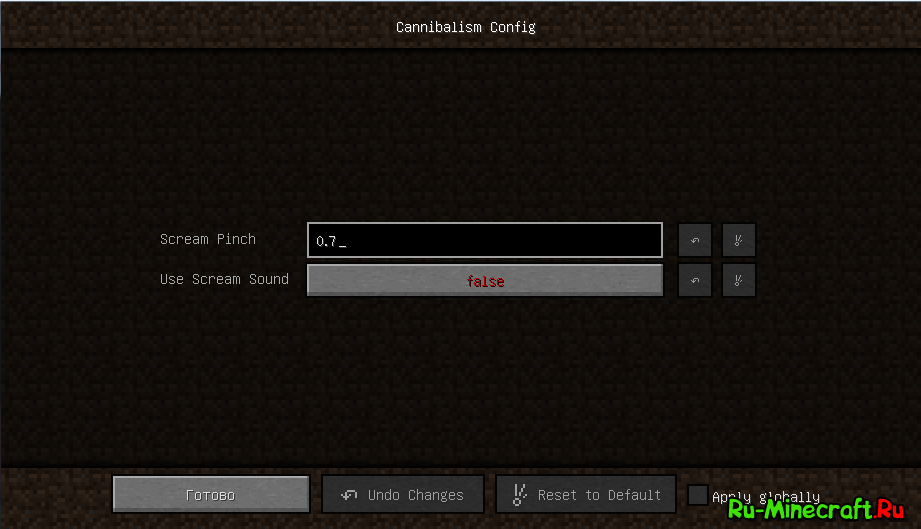 Cannibalism Config
Scream Pinch 0.7_
Use Scream Sound false
Готово Undo Changes Reset to Default Apply globally
Ru-Minecraft.Ru